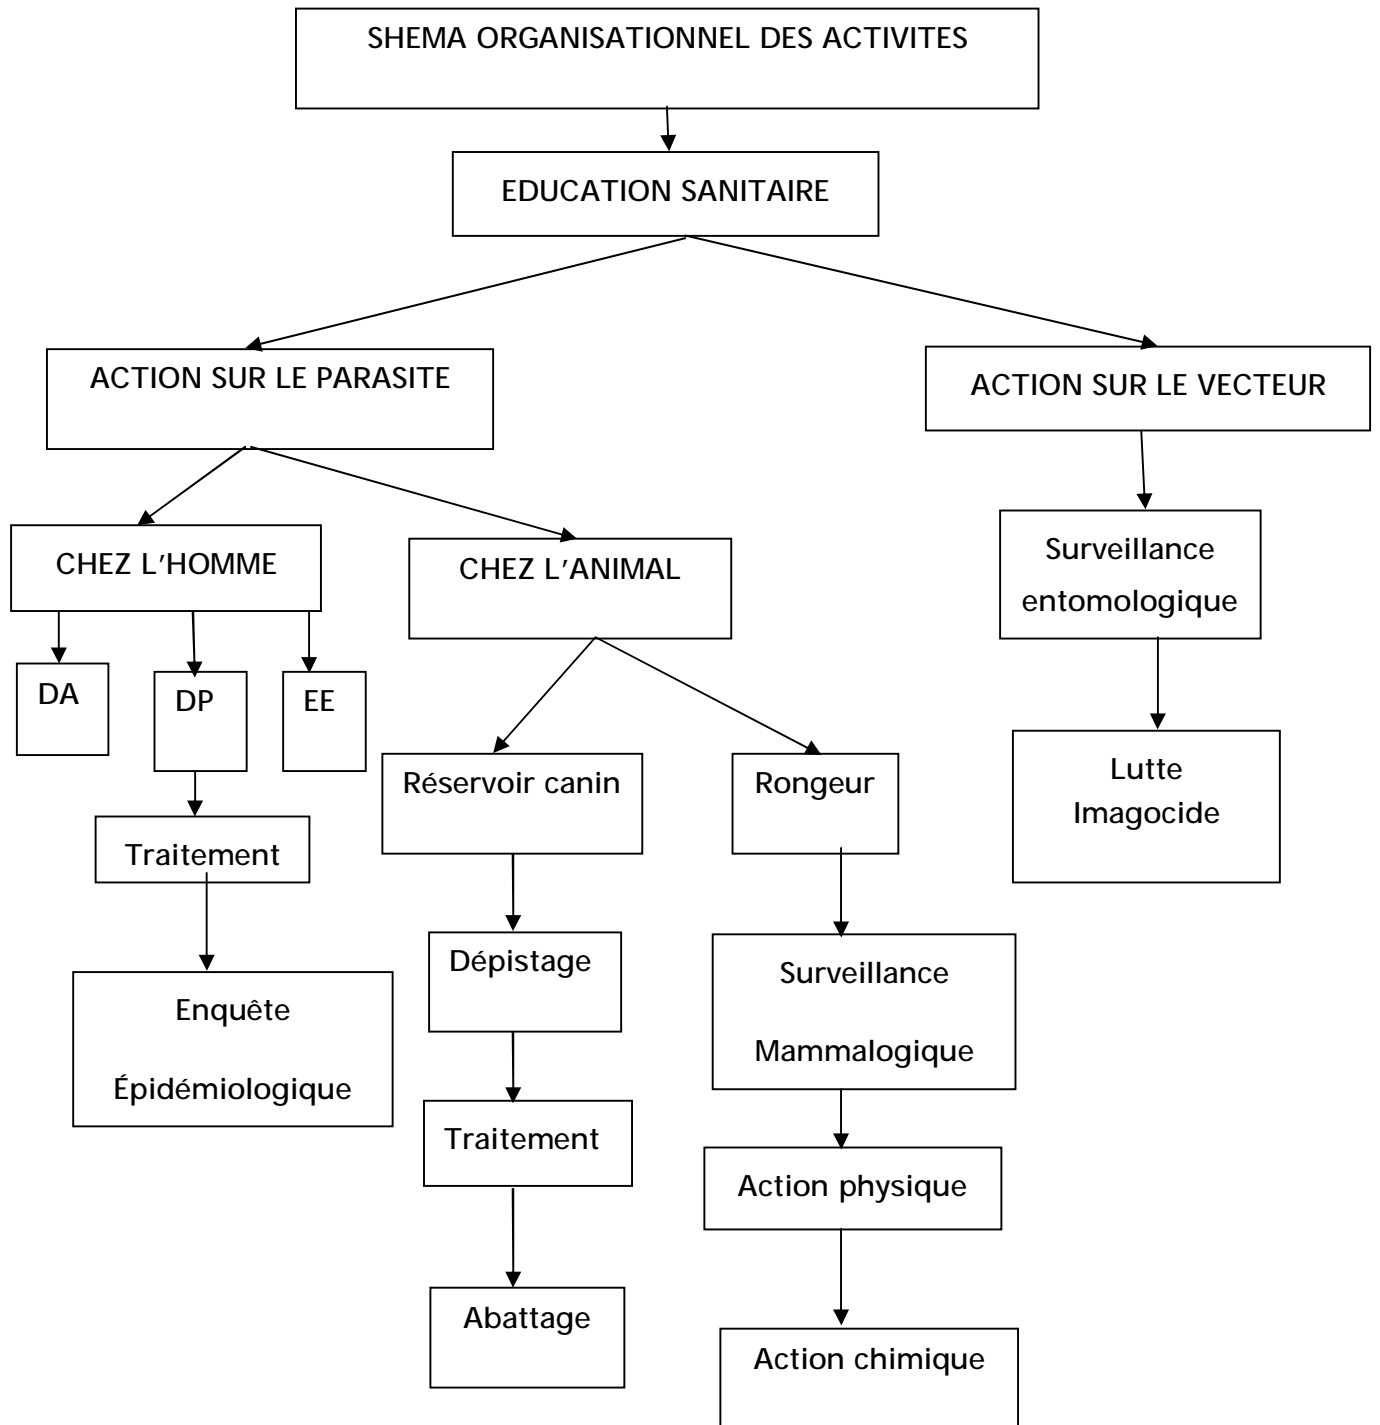 SHEMA ORGANISATIONNEL DES ACTIVITES
EDUCATION SANITAIRE
ACTION SUR LE PARASITE
ACTION SUR LE VECTEUR
CHEZ L'HOMME
CHEZ L'ANIMAL
Surveillance
entomologique
DA
DP
EE
Réservoir canin
Rongeur
Lutte
Imagocide
Traitement
Dépistage
Surveillance
Mammalogique
Enquête
Épidémiologique
Traitement
Action physique
Abattage
Action chimique